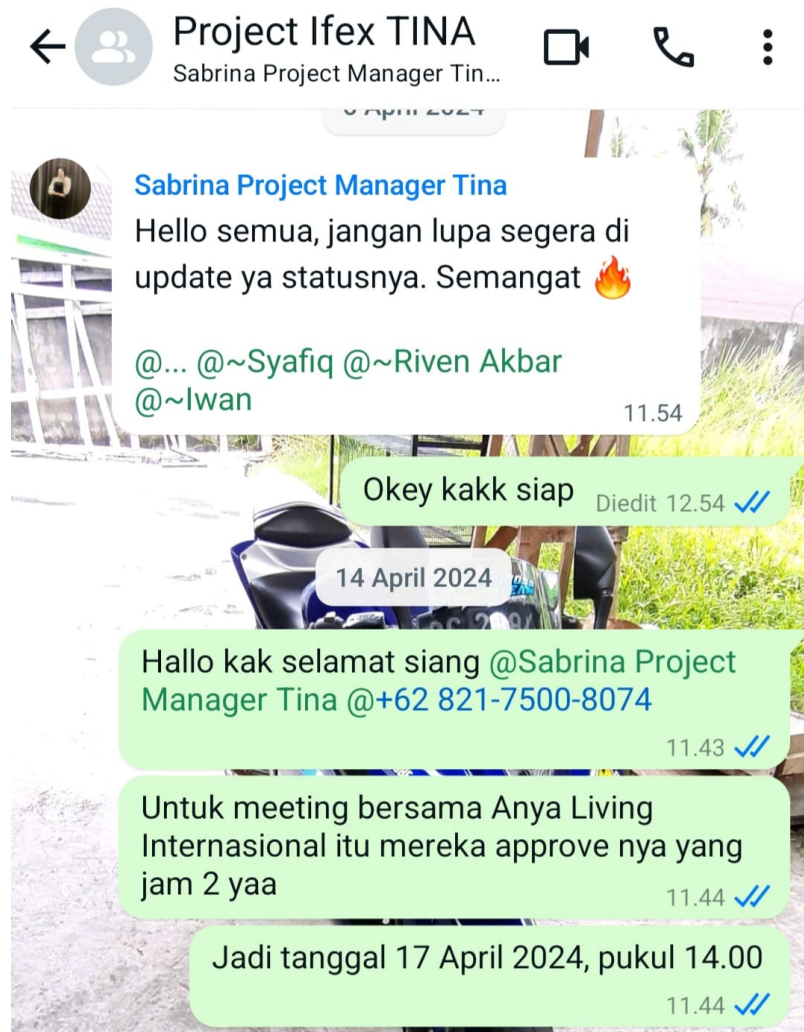 Project Ifex TINA
Sabrina Project Manager Tin...
April 2024
Sabrina Project Manager Tina
Hello semua, jangan lupa segera di
update ya statusnya. Semangat 🔥
@... @~Syafiq @~Riven Akbar
@~Iwan
11.54
Okey kakk siap
Diedit 12.54
14 April 2024
Hallo kak selamat siang @Sabrina Project
Manager Tina @+62 821-7500-8074
11.43
Untuk meeting bersama Anya Living
Internasional itu mereka approve nya yang
jam 2 yaa
11.44
Jadi tanggal 17 April 2024, pukul 14.00
11.44